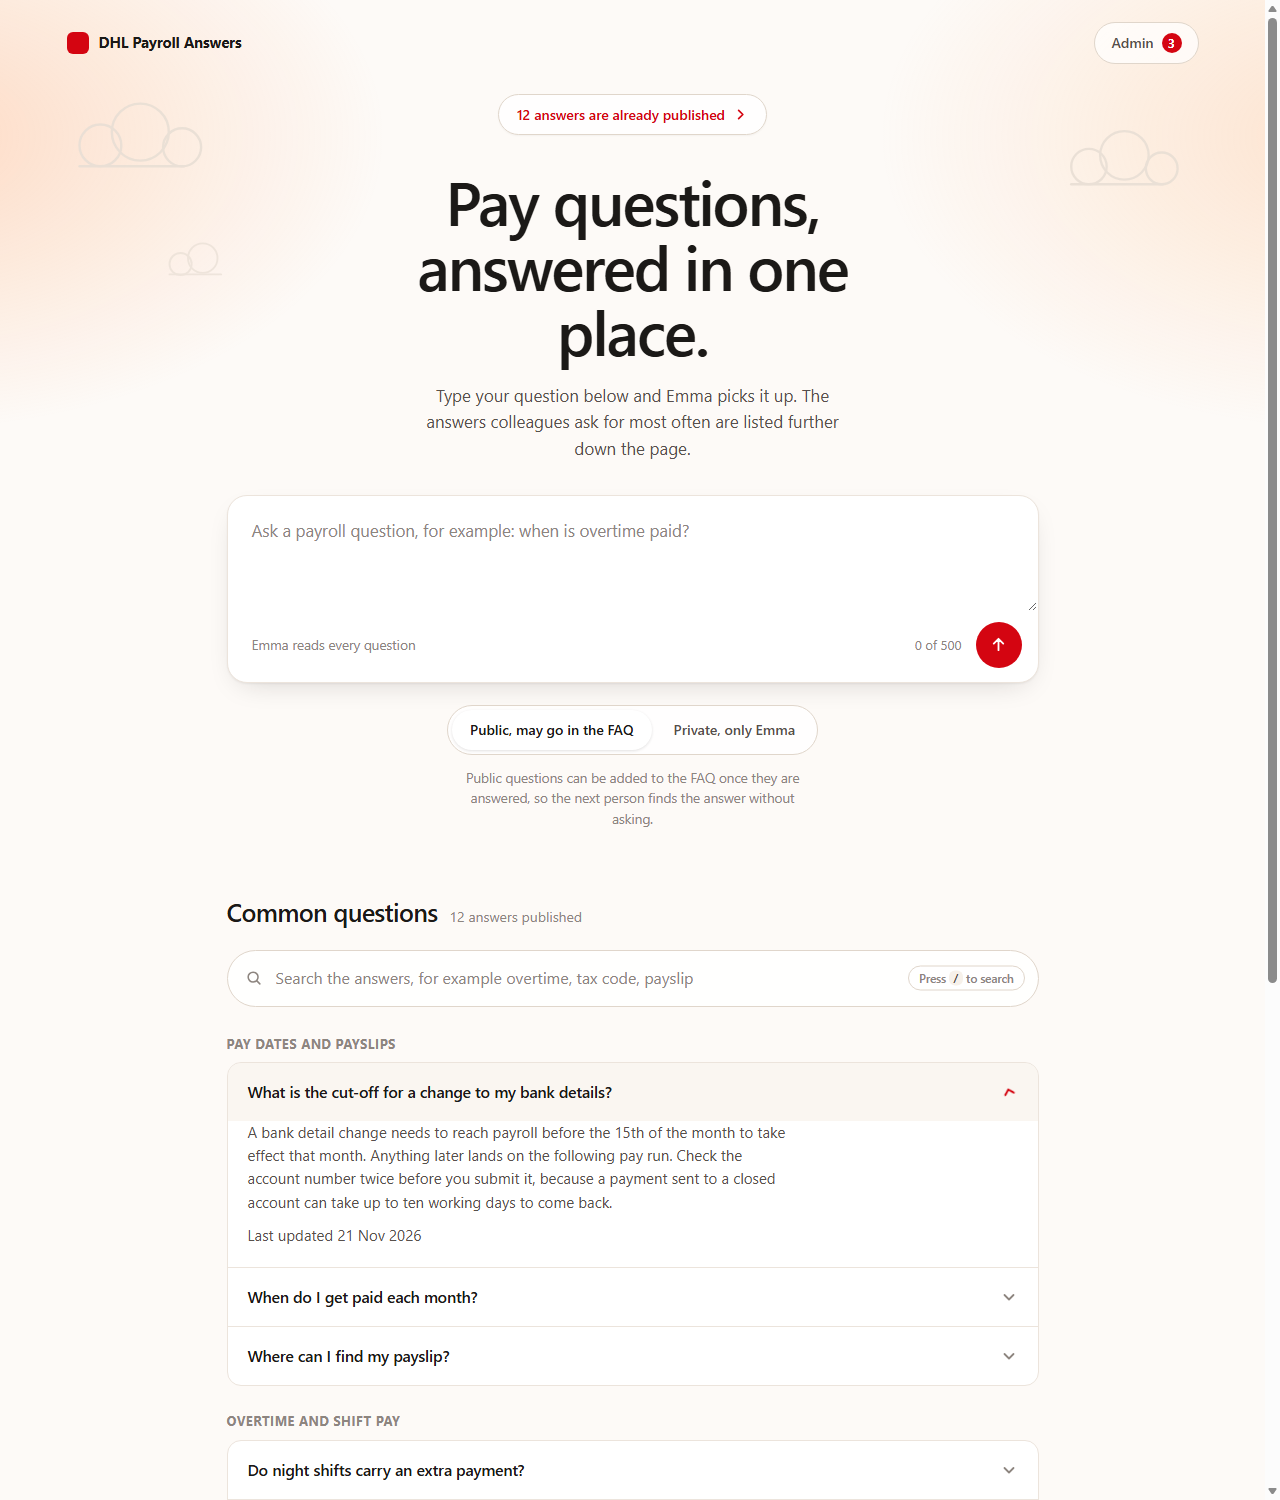 DHL Payroll Answers
Admin 3
12 answers are already published
Pay questions,
answered in one
place.
Type your question below and Emma picks it up. The
answers colleagues ask for most often are listed further
down the page.
Ask a payroll question, for example: when is overtime paid?
Emma reads every question
0 of 500
Public, may go in the FAQ
Private, only Emma
Public questions can be added to the FAQ once they are
answered, so the next person finds the answer without
asking.
Common questions
12 answers published
Search the answers, for example overtime, tax code, payslip
Press / to search
PAY DATES AND PAYSLIPS
What is the cut-off for a change to my bank details?
A bank detail change needs to reach payroll before the 15th of the month to take
effect that month. Anything later lands on the following pay run. Check the
account number twice before you submit it, because a payment sent to a closed
account can take up to ten working days to come back.
Last updated 21 Nov 2026
When do I get paid each month?
Where can I find my payslip?
OVERTIME AND SHIFT PAY
Do night shifts carry an extra payment?